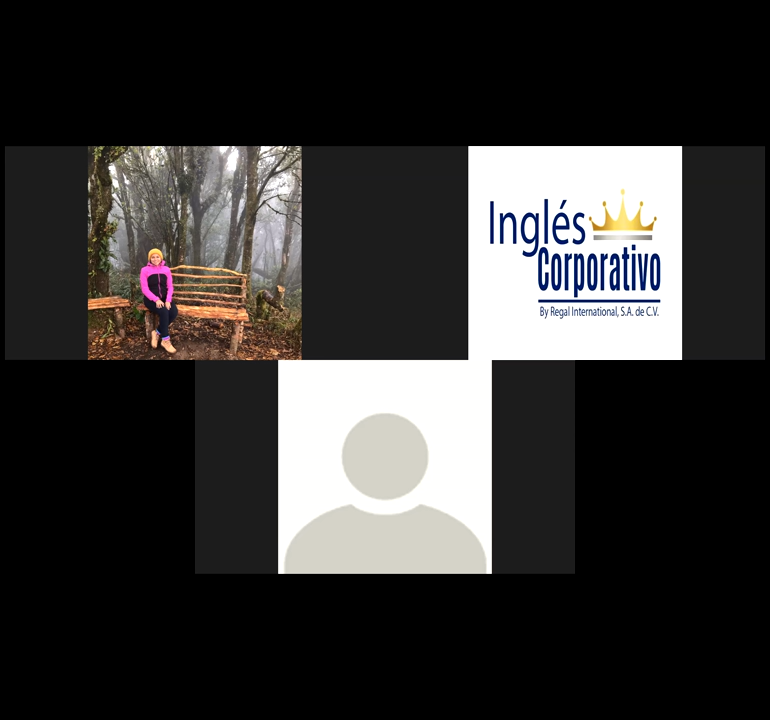 Inglés
Corporativo
By Regal International, S.A. de C.V.